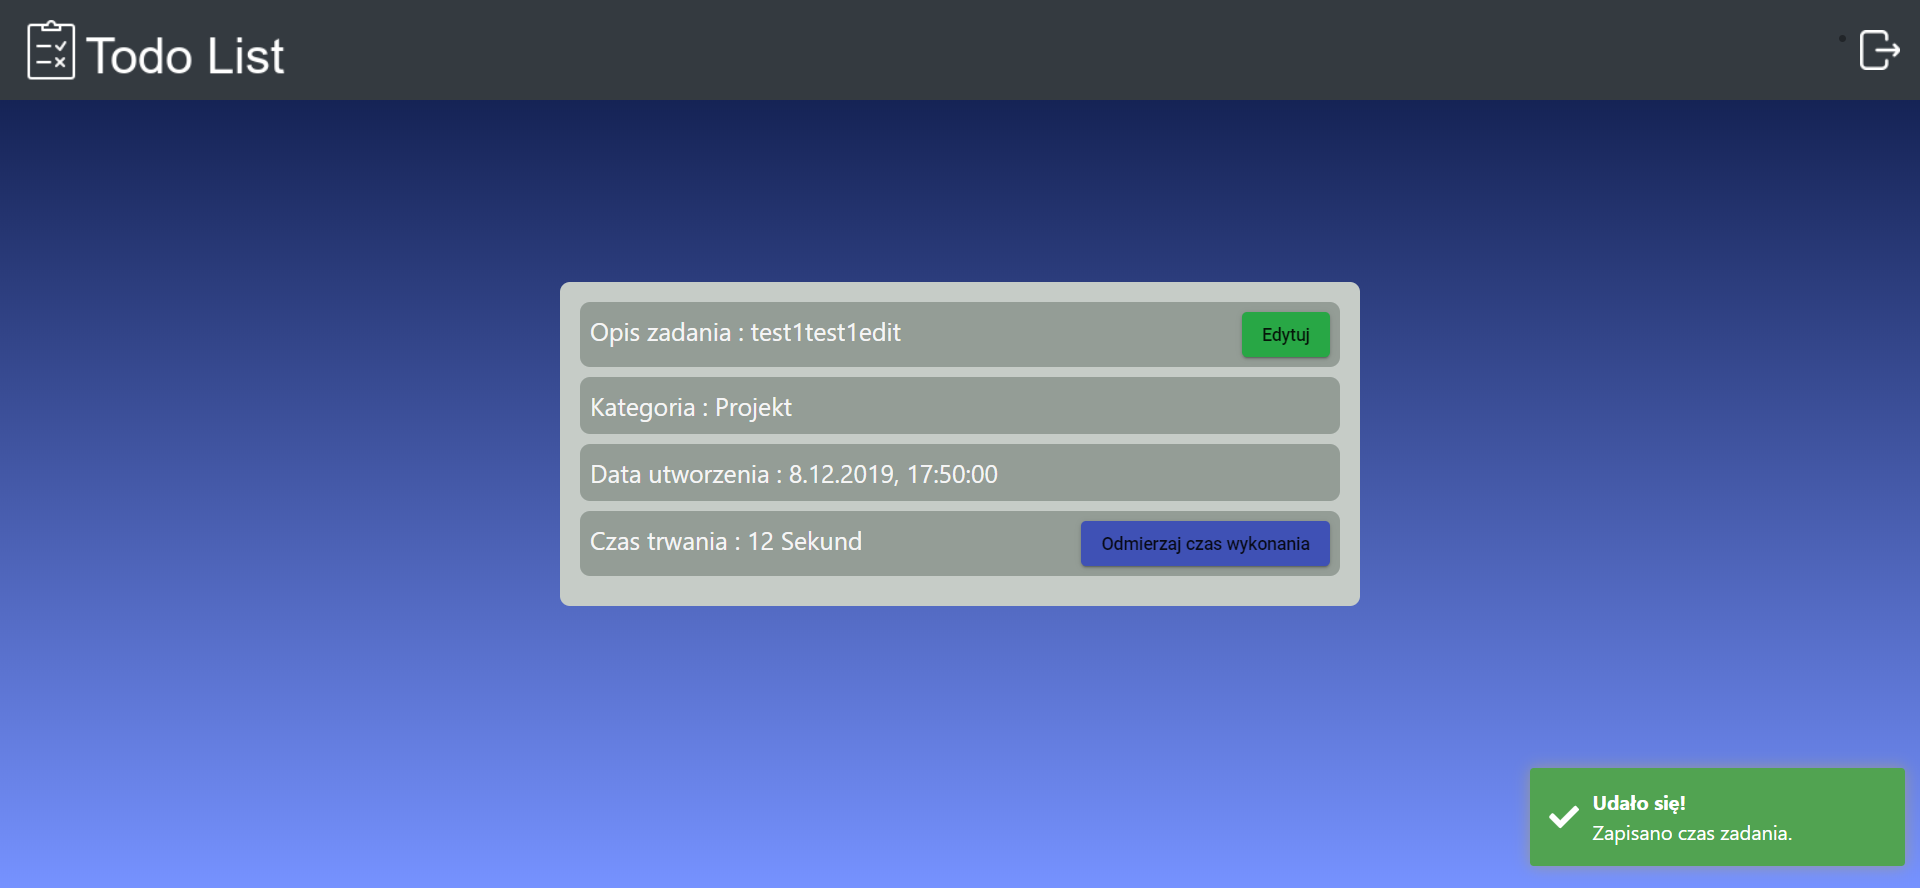 Todo List
Opis zadania : test1test1edit
Edytuj
Kategoria : Projekt
Data utworzenia : 8.12.2019, 17:50:00
Czas trwania : 12 Sekund
Odmierzaj czas wykonania
Udało się!
Zapisano czas zadania.